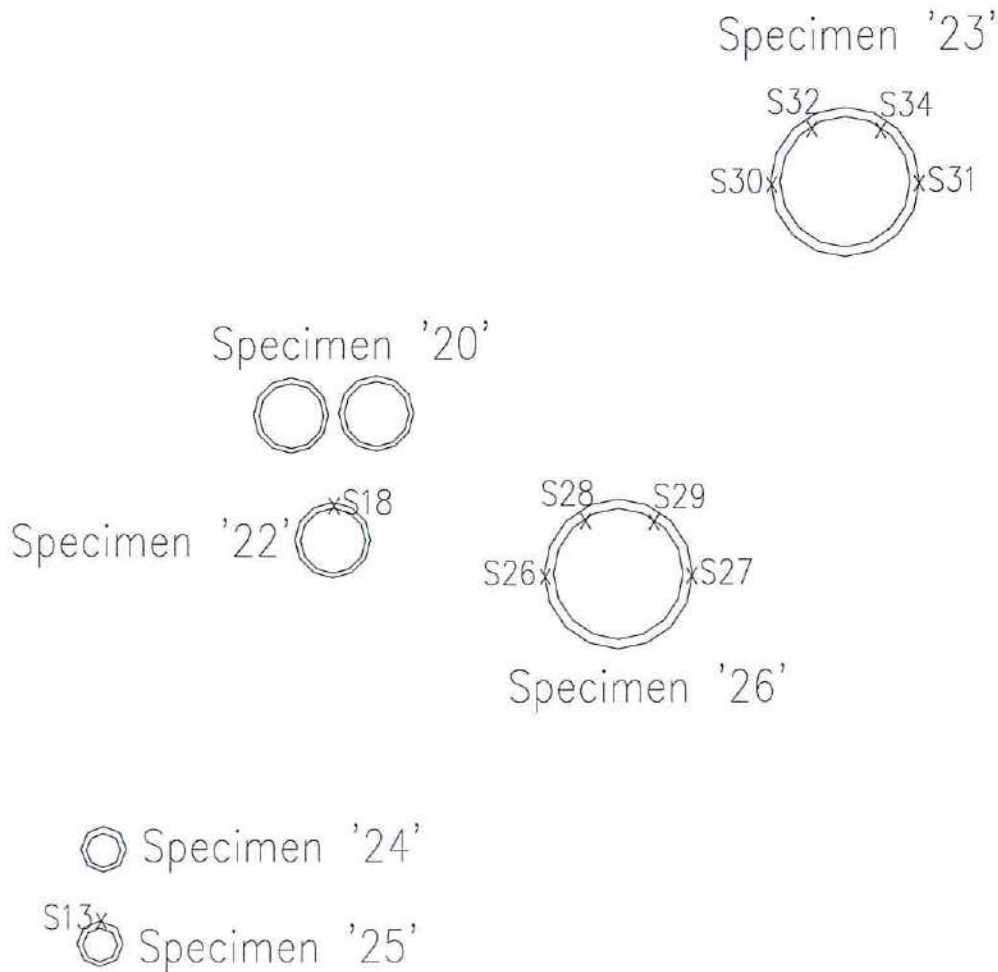 Specimen '23'
S32 S34
S30 S31
Specimen '20'
S18
Specimen '22'
S28 S29
S26 S27
Specimen '26'
Specimen '24'
S13
Specimen '25'